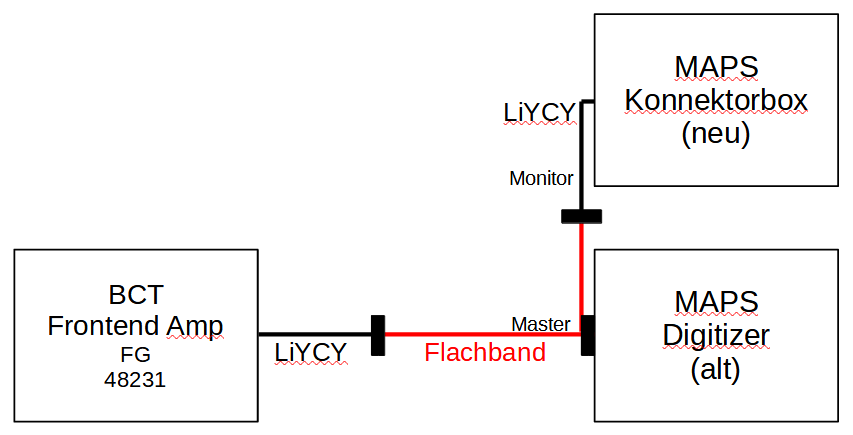 MAPS
Konnektorbox
(neu)
LiYCY
Monitor
BCT
Frontend Amp
FG
48231
LiYCY
Master
Flachband
MAPS
Digitizer
(alt)